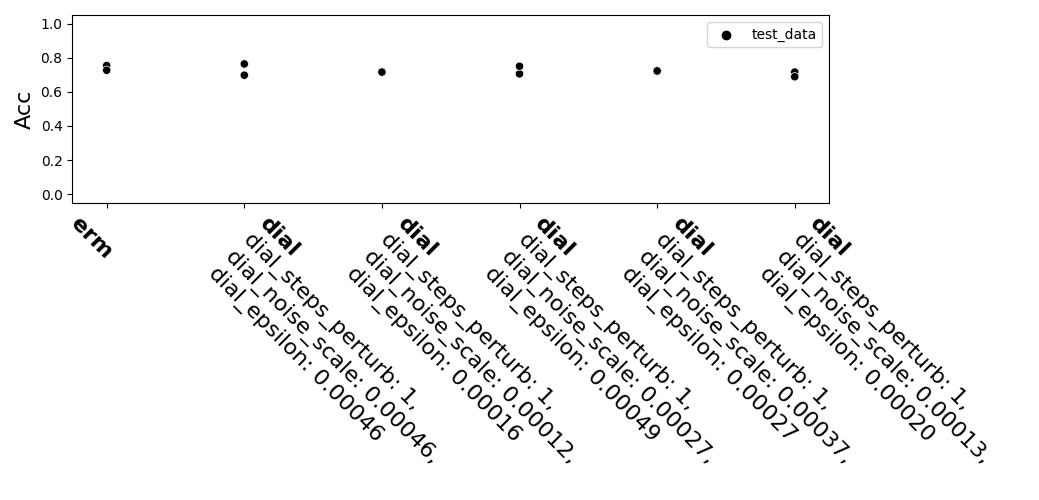 1.0
0.8
0.6
0.4
0.2
0.0
Acc
test_data
erm
dial
dial_steps_perturb: 1,
dial_noise_scale: 0.00046,
dial_epsilon: 0.00046
dial
dial_steps_perturb: 1,
dial_noise_scale: 0.00012,
dial_epsilon: 0.00016
dial
dial_steps_perturb: 1,
dial_noise_scale: 0.00027,
dial_epsilon: 0.00049
dial
dial_steps_perturb: 1,
dial_noise_scale: 0.00037,
dial_epsilon: 0.00027
dial
dial_steps_perturb: 1,
dial_noise_scale: 0.00013,
dial_epsilon: 0.00020